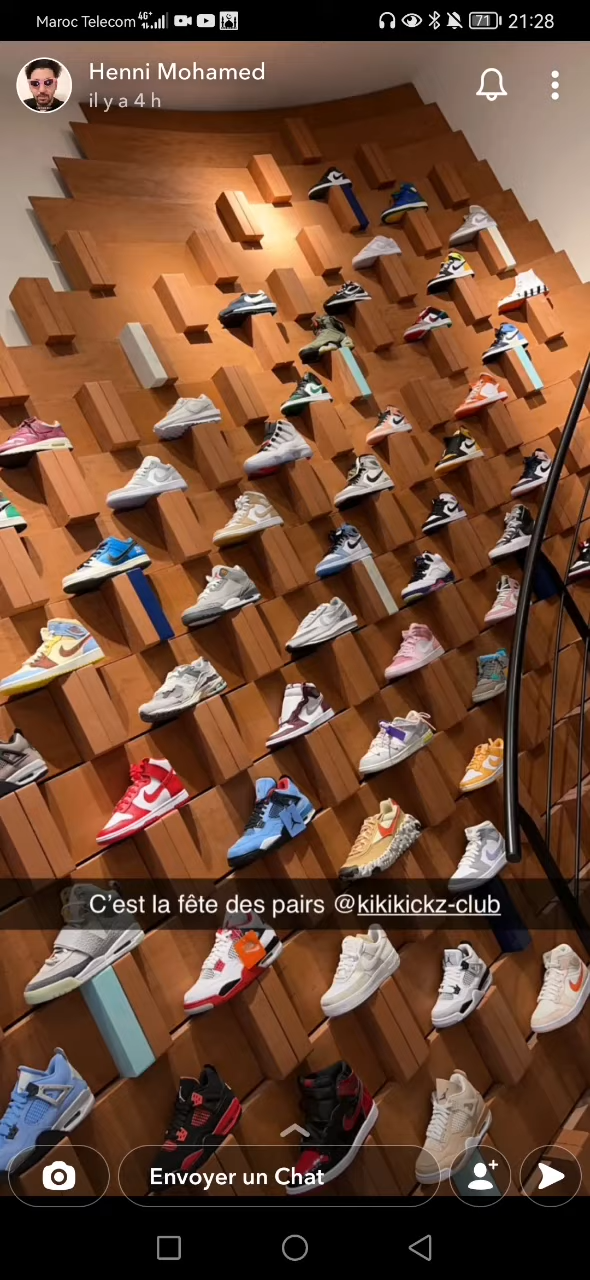 Maroc Telecom 4G+ 71 21:28
Henni Mohamed
il y a 4 h
C'est la fête des pairs @kikikickz-club
Envoyer un Chat